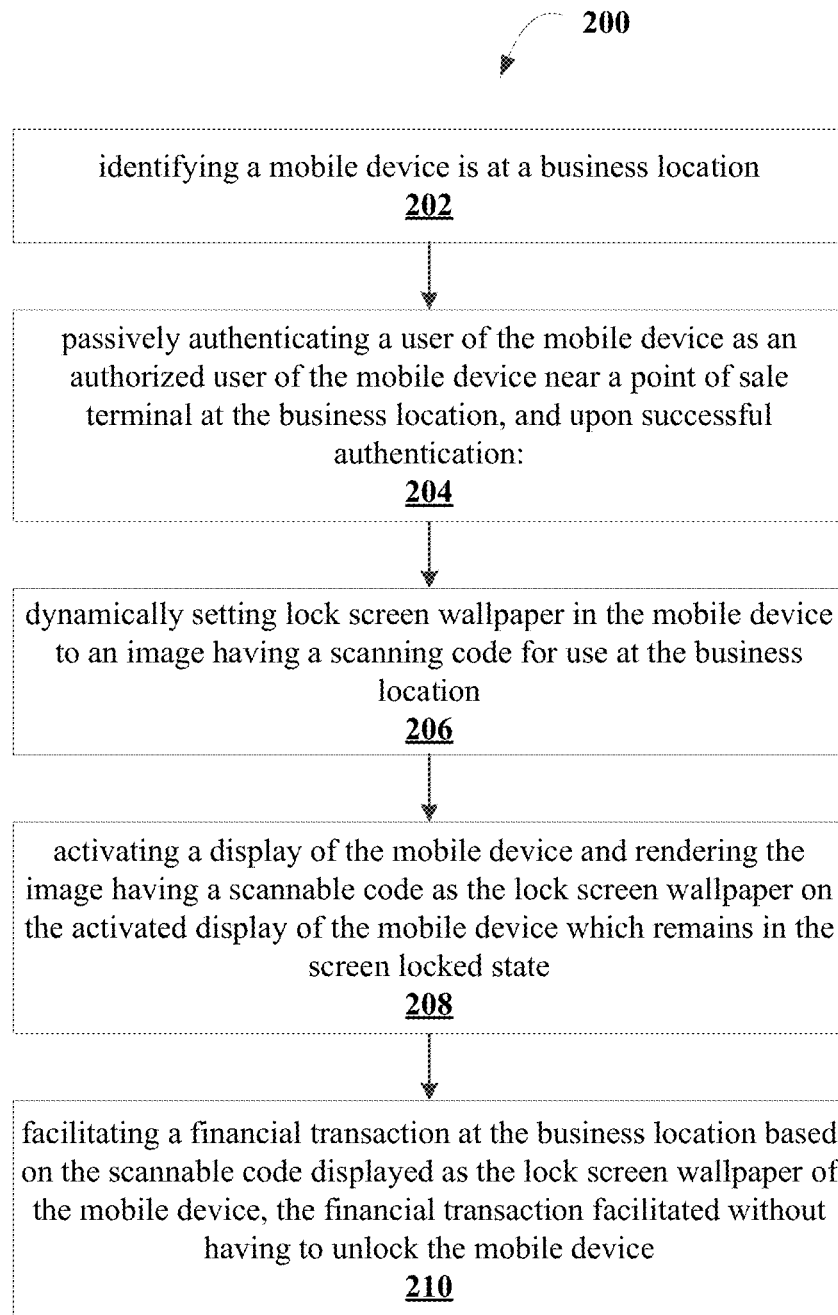 200
identifying a mobile device is at a business location
202
passively authenticating a user of the mobile device as an
authorized user of the mobile device near a point of sale
terminal at the business location, and upon successful
authentication:
204
dynamically setting lock screen wallpaper in the mobile device
to an image having a scanning code for use at the business
location
206
activating a display of the mobile device and rendering the
image having a scannable code as the lock screen wallpaper on
the activated display of the mobile device which remains in the
screen locked state
208
facilitating a financial transaction at the business location based
on the scannable code displayed as the lock screen wallpaper of
the mobile device, the financial transaction facilitated without
having to unlock the mobile device
210